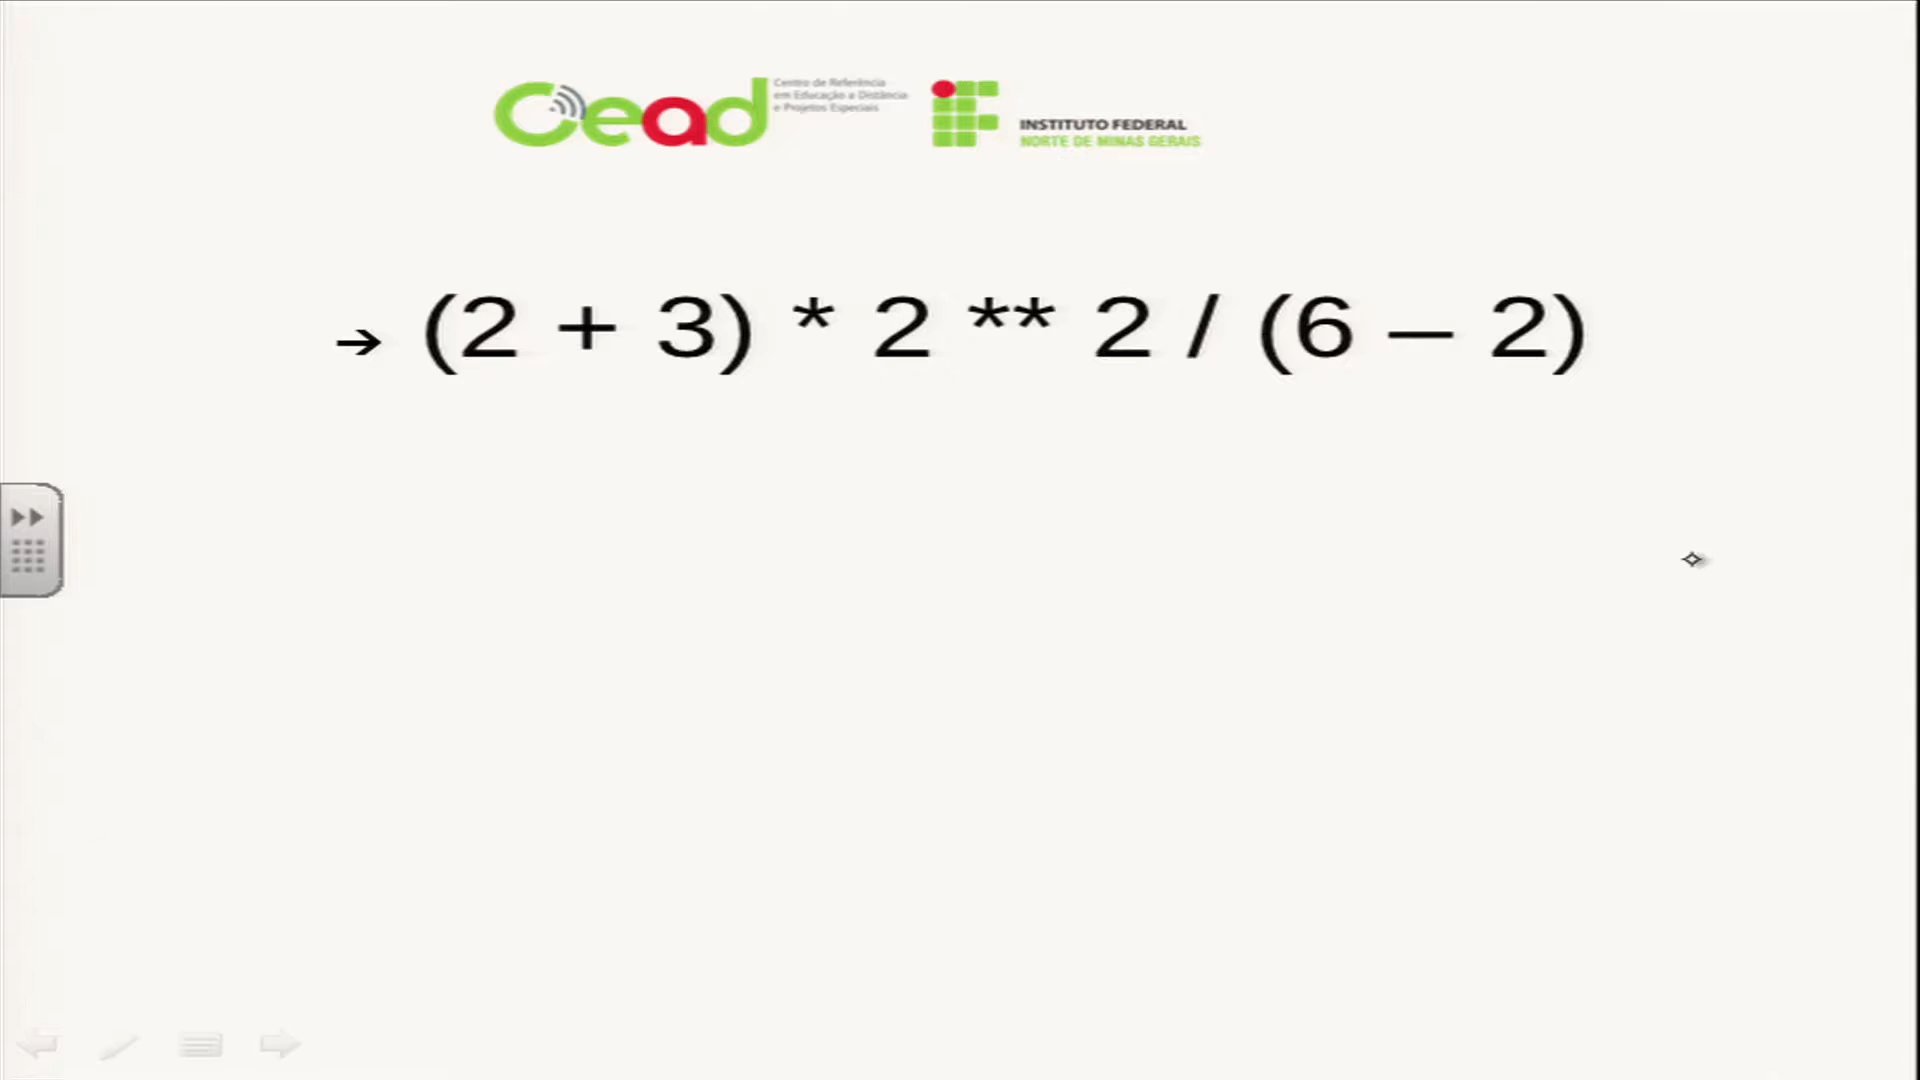 Cead
Centro de Referência
em Educação a Distância
e Projetos Especiais
INSTITUTO FEDERAL
NORTE DE MINAS GERAIS
➔ (2 + 3) * 2 ** 2 / (6 – 2)